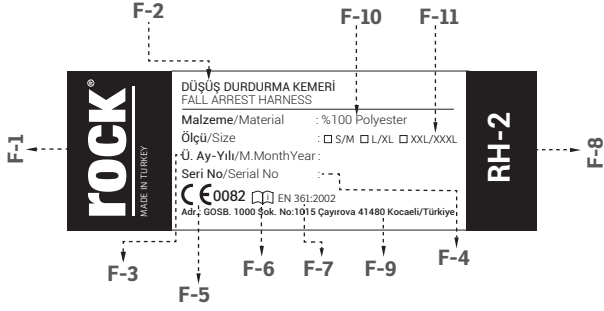 F-2
F-10
F-11
F-1
rock®
MADE IN TURKEY
DÜŞÜŞ DURDURMA KEMERİ
FALL ARREST HARNESS
Malzeme/Material : %100 Polyester
Ölçü/Size : S/M L/XL XXL/XXXL
Ü. Ay-Yılı/M.MonthYear :
Seri No/Serial No :
CE 0082 EN 361:2002
Adr.: GOSB. 1000 Sok. No:1015 Çayırova 41480 Kocaeli/Türkiye
RH-2
F-8
F-3
F-5
F-6
F-7
F-9
F-4